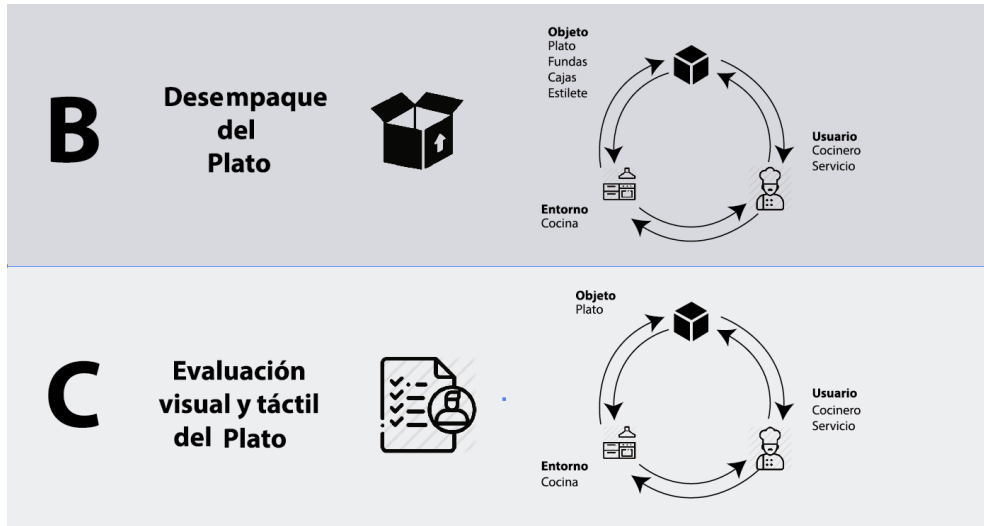 B
Desempaque
del
Plato
Objeto
Plato
Fundas
Cajas
Estilete
Usuario
Cocinero
Servicio
Entorno
Cocina
C
Evaluación
visual y táctil
del Plato
Objeto
Plato
Usuario
Cocinero
Servicio
Entorno
Cocina